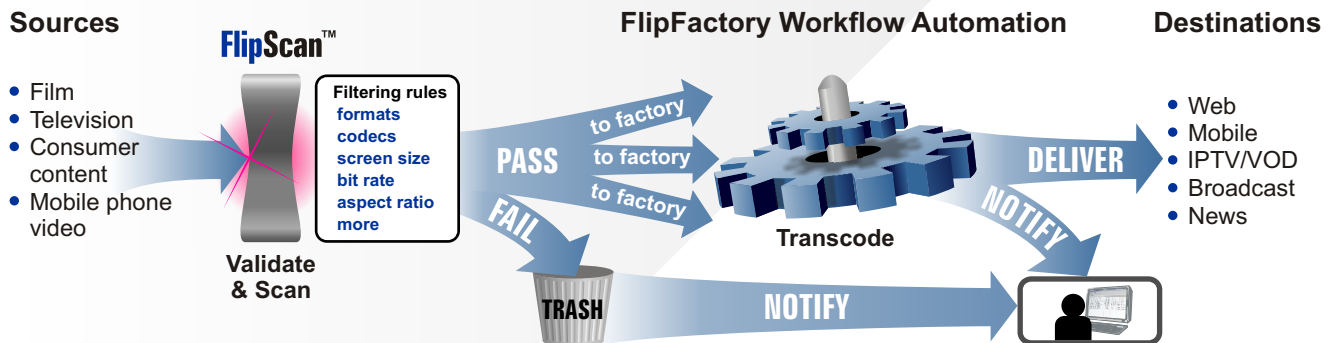 Sources
FlipFactory Workflow Automation
Destinations
FlipScan™
• Film
• Television
• Consumer
content
• Mobile phone
video
Validate
& Scan
Filtering rules
formats
codecs
screen size
bit rate
aspect ratio
more
PASS
FAIL
to factory
to factory
to factory
Transcode
DELIVER
NOTIFY
TRASH
NOTIFY
• Web
• Mobile
• IPTV/VOD
• Broadcast
• News